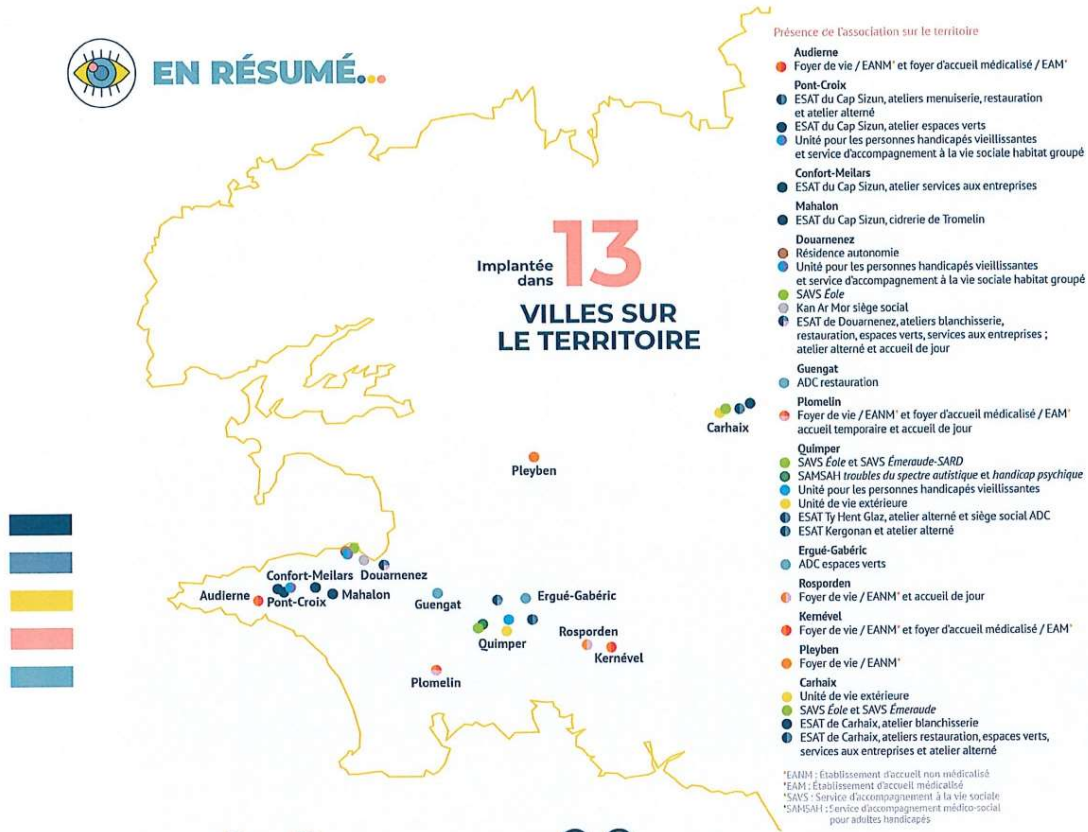 EN RÉSUMÉ...
Implantée
dans
13
VILLES SUR
LE TERRITOIRE
Carhaix
Pleyben
Confort-Meilars
Douarnenez
Audierne
Pont-Croix
Mahalon
Guengat
Ergué-Gabéric
Quimper
Rosporden
Kernével
Plomelin
Présence de l'association sur le territoire
Audierne
Foyer de vie / EANM* et foyer d'accueil médicalisé / EAM*
Pont-Croix
ESAT du Cap Sizun, ateliers menuiserie, restauration
et atelier alterné
ESAT du Cap Sizun, atelier espaces verts
Unité pour les personnes handicapés vieillissantes
et service d'accompagnement à la vie sociale habitat groupé
Confort-Meilars
ESAT du Cap Sizun, atelier services aux entreprises
Mahalon
ESAT du Cap Sizun, cidrerie de Tromelin
Douarnenez
Résidence autonomie
Unité pour les personnes handicapés vieillissantes
et service d'accompagnement à la vie sociale habitat groupé
SAVS Éole
Kan Ar Mor siège social
ESAT de Douarnenez, ateliers blanchisserie,
restauration, espaces verts, services aux entreprises ;
atelier alterné et accueil de jour
Guengat
ADC restauration
Plomelin
Foyer de vie / EANM* et foyer d'accueil médicalisé / EAM*
accueil temporaire et accueil de jour
Quimper
SAVS Éole et SAVS Émeraude-SARD
SAMSAH troubles du spectre autistique et handicap psychique
Unité pour les personnes handicapés vieillissantes
Unité de vie extérieure
ESAT Ty Hent Glaz, atelier alterné et siège social ADC
ESAT Kergonan et atelier alterné
Ergué-Gabéric
ADC espaces verts
Rosporden
Foyer de vie / EANM* et accueil de jour
Kernével
Foyer de vie / EANM* et foyer d'accueil médicalisé / EAM*
Pleyben
Foyer de vie / EANM*
Carhaix
Unité de vie extérieure
SAVS Éole et SAVS Émeraude
ESAT de Carhaix, atelier blanchisserie
ESAT de Carhaix, ateliers restauration, espaces verts,
services aux entreprises et atelier alterné
*EANM : Établissement d'accueil non médicalisé
*EAM : Établissement d'accueil médicalisé
*SAVS : Service d'accompagnement à la vie sociale
*SAMSAH : Service d'accompagnement médico-social
pour adultes handicapés